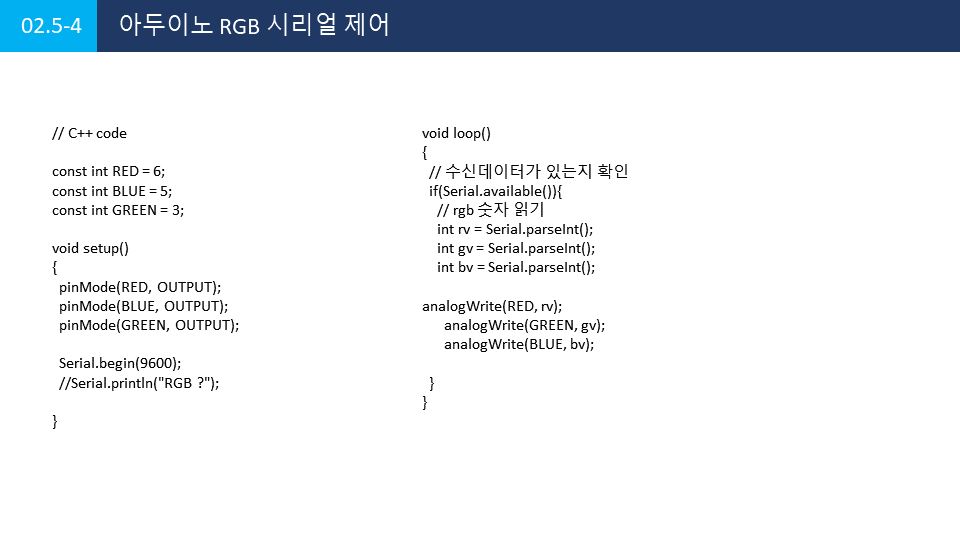 02.5-4
아두이노 RGB 시리얼 제어
// C++ code
const int RED = 6;
const int BLUE = 5;
const int GREEN = 3;
void setup()
{
pinMode(RED, OUTPUT);
pinMode(BLUE, OUTPUT);
pinMode(GREEN, OUTPUT);
Serial.begin(9600);
//Serial.println("RGB ?");
}
void loop()
{
// 수신데이터가 있는지 확인
if(Serial.available()){
// rgb 숫자 읽기
int rv = Serial.parseInt();
int gv = Serial.parseInt();
int bv = Serial.parseInt();
analogWrite(RED, rv);
analogWrite(GREEN, gv);
analogWrite(BLUE, bv);
}
}